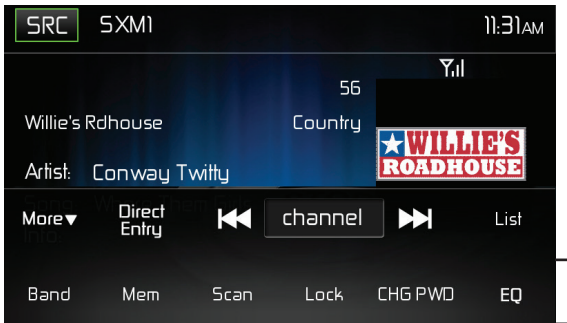 SRC SXM1 11:31AM
56
Willie's Rdhouse Country
WILLIE'S
ROADHOUSE
Artist: Conway Twitty
More▼ Direct Entry channel List
Band Mem Scan Lock CHG PWD EQ